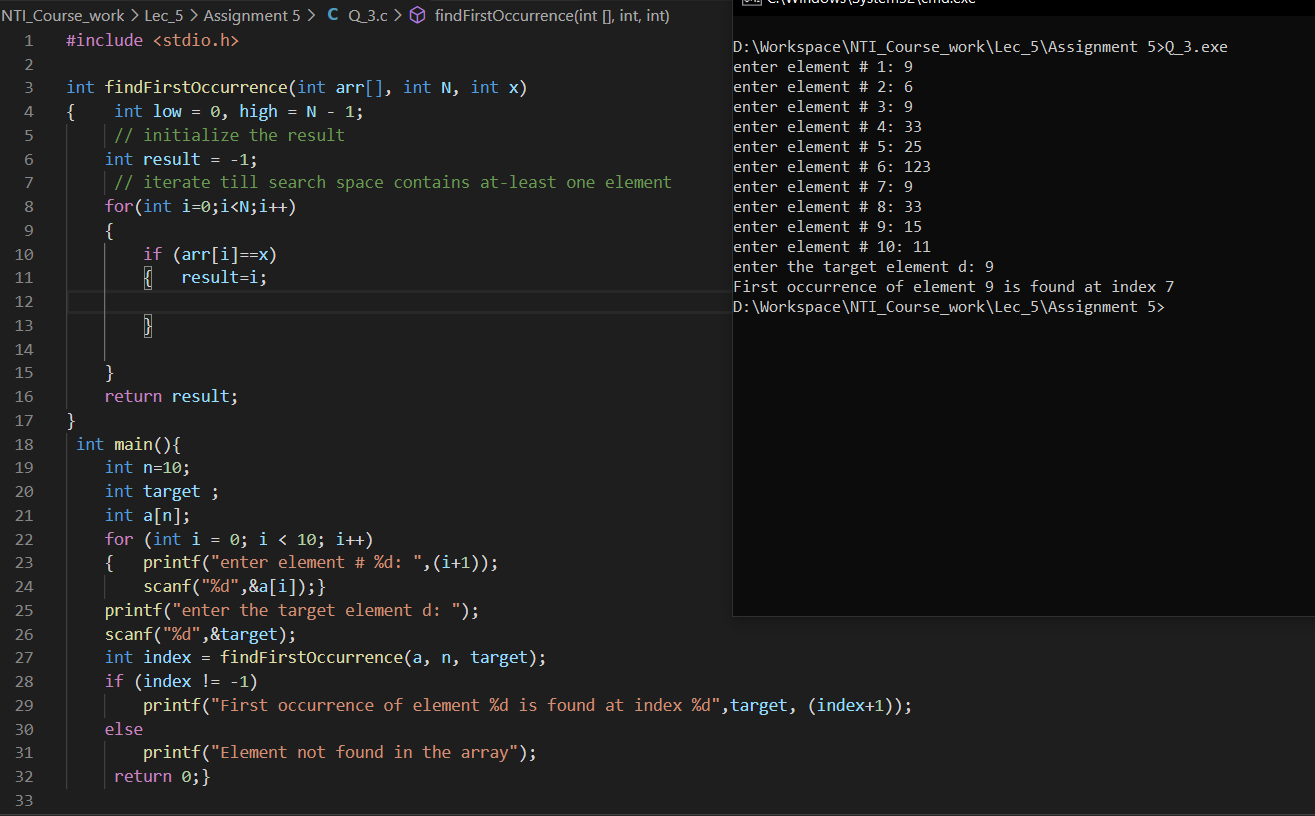 NTI_Course_work > Lec_5 > Assignment 5 > C Q_3.c > findFirstOccurrence(int [], int, int)
1 #include <stdio.h>
2
3 int findFirstOccurrence(int arr[], int N, int x)
4 {    int low = 0, high = N - 1;
5      // initialize the result
6     int result = -1;
7      // iterate till search space contains at-least one element
8     for(int i=0;i<N;i++)
9     {
10         if (arr[i]==x)
11         {   result=i;
12
13         }
14
15     }
16     return result;
17 }
18  int main(){
19     int n=10;
20     int target ;
21     int a[n];
22     for (int i = 0; i < 10; i++)
23     {   printf("enter element # %d: ",(i+1));
24         scanf("%d",&a[i]);}
25     printf("enter the target element d: ");
26     scanf("%d",&target);
27     int index = findFirstOccurrence(a, n, target);
28     if (index != -1)
29         printf("First occurrence of element %d is found at index %d",target, (index+1));
30     else
31         printf("Element not found in the array");
32      return 0;}
33
C:\Windows\System32\cmd.exe
D:\Workspace\NTI_Course_work\Lec_5\Assignment 5>Q_3.exe
enter element # 1: 9
enter element # 2: 6
enter element # 3: 9
enter element # 4: 33
enter element # 5: 25
enter element # 6: 123
enter element # 7: 9
enter element # 8: 33
enter element # 9: 15
enter element # 10: 11
enter the target element d: 9
First occurrence of element 9 is found at index 7
D:\Workspace\NTI_Course_work\Lec_5\Assignment 5>